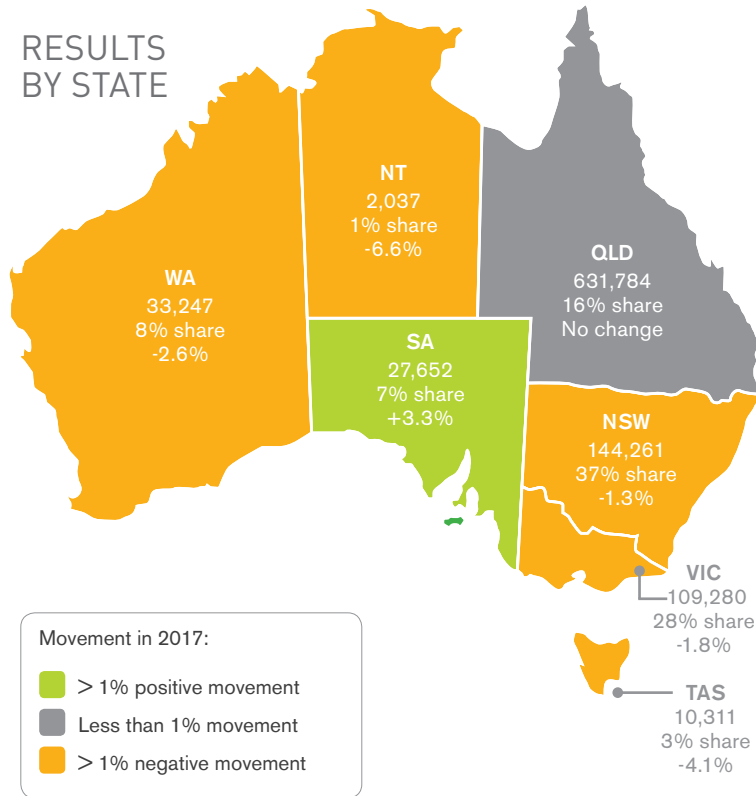 RESULTS
BY STATE
NT
2,037
1% share
-6.6%
QLD
631,784
16% share
No change
WA
33,247
8% share
-2.6%
SA
27,652
7% share
+3.3%
NSW
144,261
37% share
-1.3%
VIC
109,280
28% share
-1.8%
TAS
10,311
3% share
-4.1%
Movement in 2017:
> 1% positive movement
Less than 1% movement
> 1% negative movement